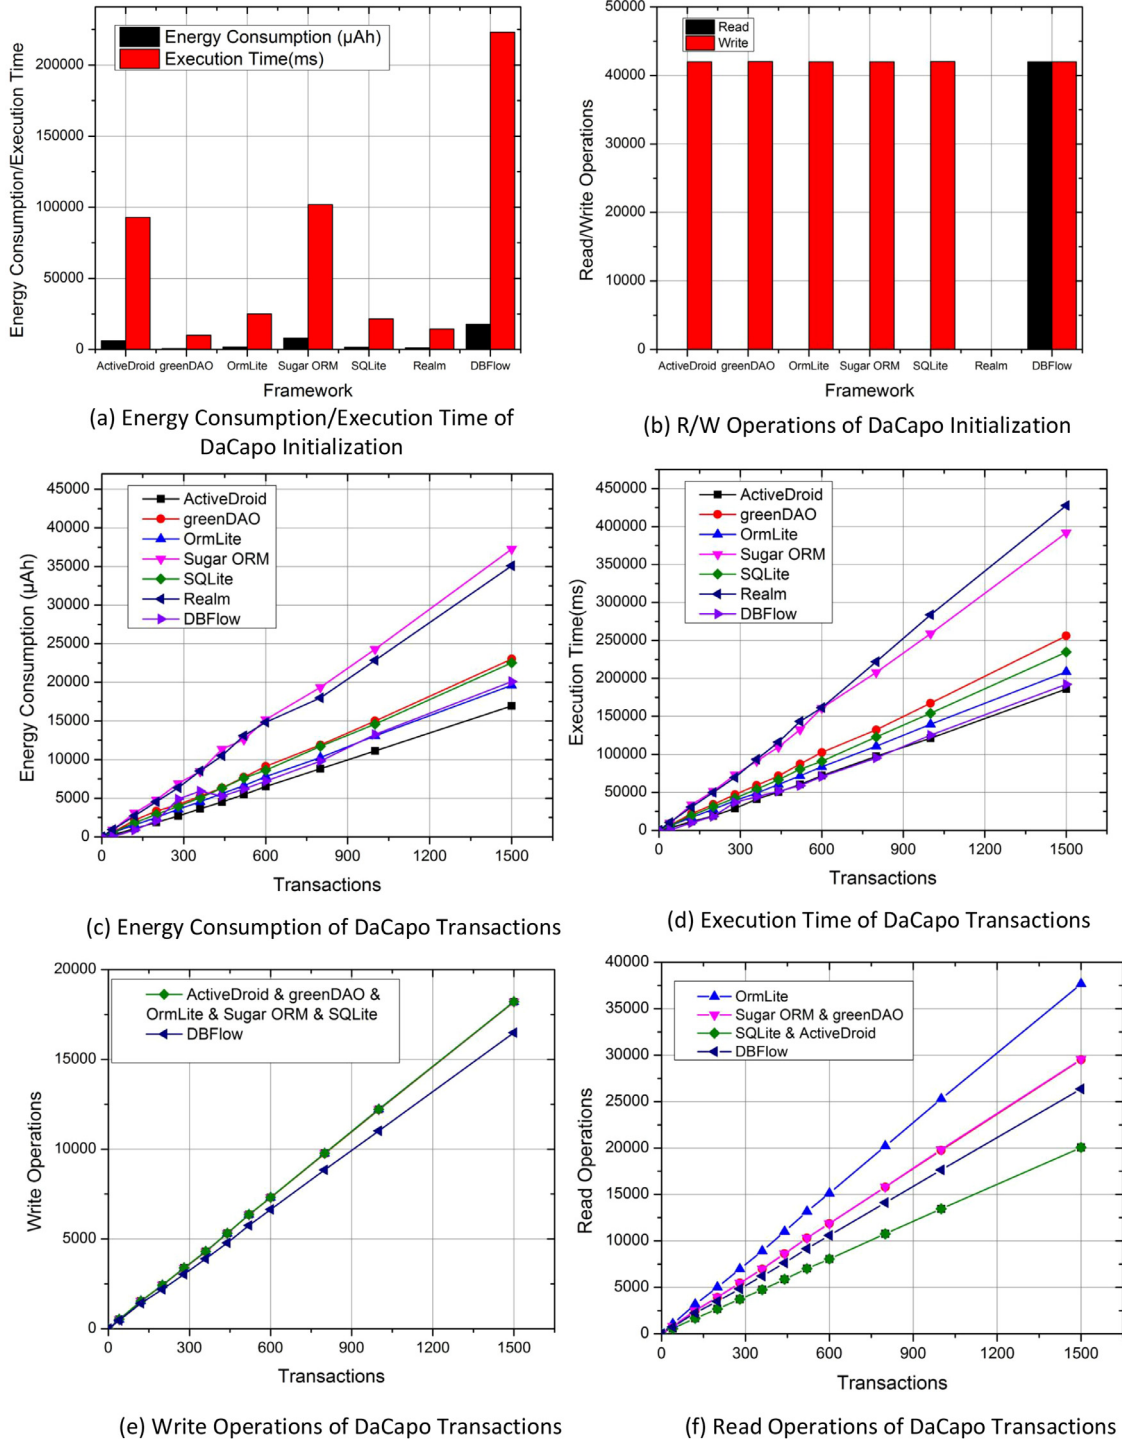 Energy Consumption/Execution Time
200000
150000
100000
50000
0
Energy Consumption (µAh)
Execution Time(ms)
ActiveDroid greenDAO OrmLite Sugar ORM SQLite Realm DBFlow
Framework
(a) Energy Consumption/Execution Time of
DaCapo Initialization
Read/Write Operations
50000
40000
30000
20000
10000
0
Read
Write
ActiveDroid greenDAO OrmLite Sugar ORM SQLite Realm DBFlow
Framework
(b) R/W Operations of DaCapo Initialization
Energy Consumption (µAh)
45000
40000
35000
30000
25000
20000
15000
10000
5000
0
ActiveDroid
greenDAO
OrmLite
Sugar ORM
SQLite
Realm
DBFlow
0 300 600 900 1200 1500
Transactions
(c) Energy Consumption of DaCapo Transactions
Execution Time(ms)
450000
400000
350000
300000
250000
200000
150000
100000
50000
0
ActiveDroid
greenDAO
OrmLite
Sugar ORM
SQLite
Realm
DBFlow
0 300 600 900 1200 1500
Transactions
(d) Execution Time of DaCapo Transactions
Write Operations
20000
15000
10000
5000
0
ActiveDroid & greenDAO &
OrmLite & Sugar ORM & SQLite
DBFlow
0 300 600 900 1200 1500
Transactions
(e) Write Operations of DaCapo Transactions
Read Operations
40000
35000
30000
25000
20000
15000
10000
5000
0
OrmLite
Sugar ORM & greenDAO
SQLite & ActiveDroid
DBFlow
0 300 600 900 1200 1500
Transactions
(f) Read Operations of DaCapo Transactions